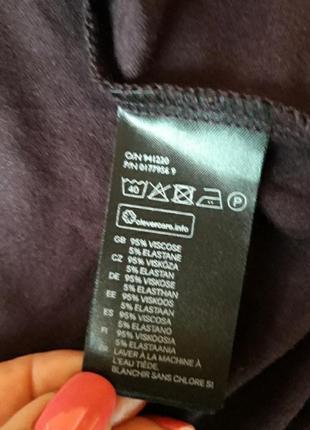 O/N 941220
P/N 0177956 9
40 P
clevercare.info
GB 95% VISCOSE
5% ELASTANE
CZ 95% VISKÓZA
5% ELASTAN
DE 95% VISKOSE
5% ELASTHAN
EE 95% VISKOOS
5% ELASTAAN
ES 95% VISCOSA
5% ELASTANO
FI 95% VISKOOSIA
5% ELASTAANIA
LAVER À LA MACHINE À
L'EAU TIÈDE.
BLANCHIR SANS CHLORE SI